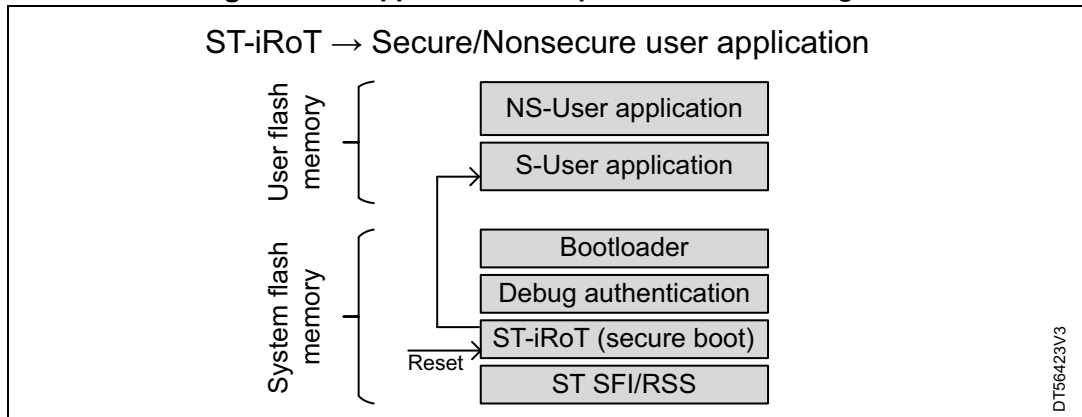 ST-iRoT → Secure/Nonsecure user application
User flash
memory
NS-User application
S-User application
System flash
memory
Bootloader
Debug authentication
ST-iRoT (secure boot)
Reset
ST SFI/RSS
DT56423V3